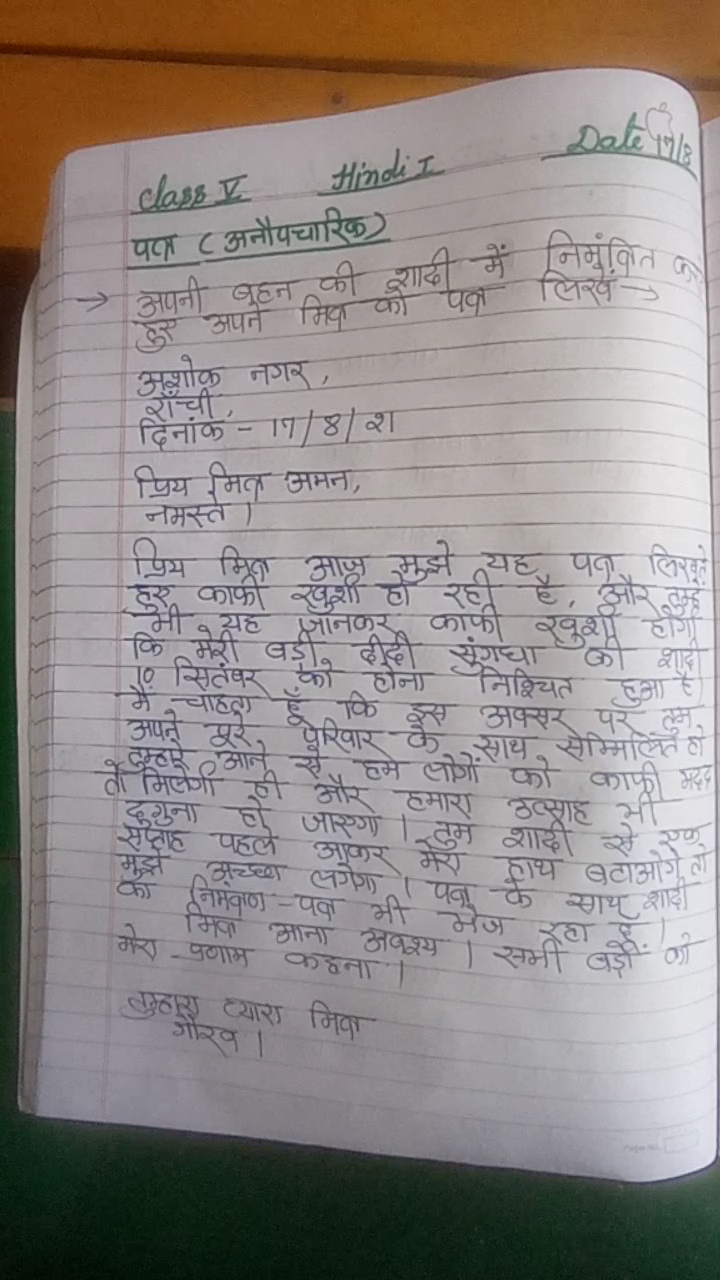 Class V Hindi I Date 17/8
पत्र (अनौपचारिक)
→ अपनी बहन की शादी में निमंत्रित
हुए अपने मित्र को पत्र लिखें →
अशोक नगर,
राँची,
दिनांक - 17/8/21
प्रिय मित्र अमन,
नमस्ते।
प्रिय मित्र आज मुझे यह पत्र लिखते
हुए काफी खुशी हो रही है, और तुम्हें
भी यह जानकर काफी खुशी होगी
कि मेरी बड़ी दीदी सुगंधा की शादी
10 सितंबर को होना निश्चित हुआ है।
मैं चाहता हूँ कि इस अवसर पर तुम
अपने पूरे परिवार के साथ सम्मिलित हो
तुम्हारे आने से हम लोगों को काफी मदद
तो मिलेगी ही और हमारा उत्साह भी
दुगुना हो जाएगा। तुम शादी से एक
सप्ताह पहले आकर मेरा हाथ बटाओगे तो
मुझे अच्छा लगेगा। पत्र के साथ शादी
का निमंत्रण-पत्र भी भेज रहा हूँ।
मित्र आना अवश्य। सभी बड़ों को
मेरा प्रणाम कहना।
तुम्हारा प्यारा मित्र
गौरव।